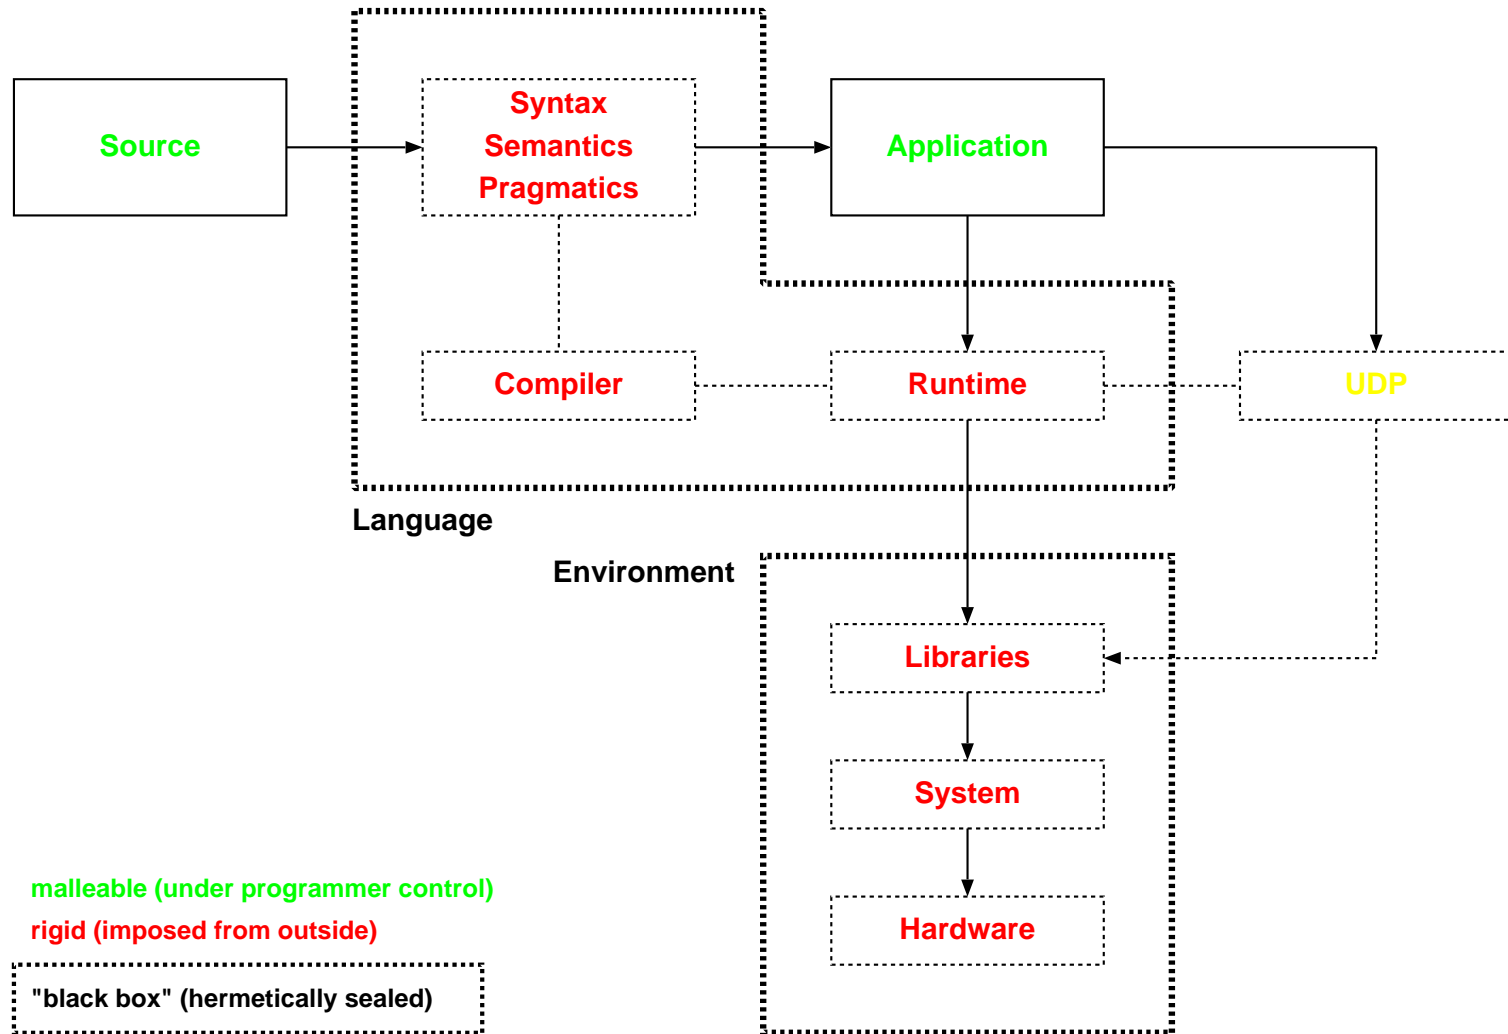 Source
Syntax
Semantics
Pragmatics
Application
Compiler
Runtime
UDP
Language
Environment
Libraries
System
Hardware
malleable (under programmer control)
rigid (imposed from outside)
"black box" (hermetically sealed)